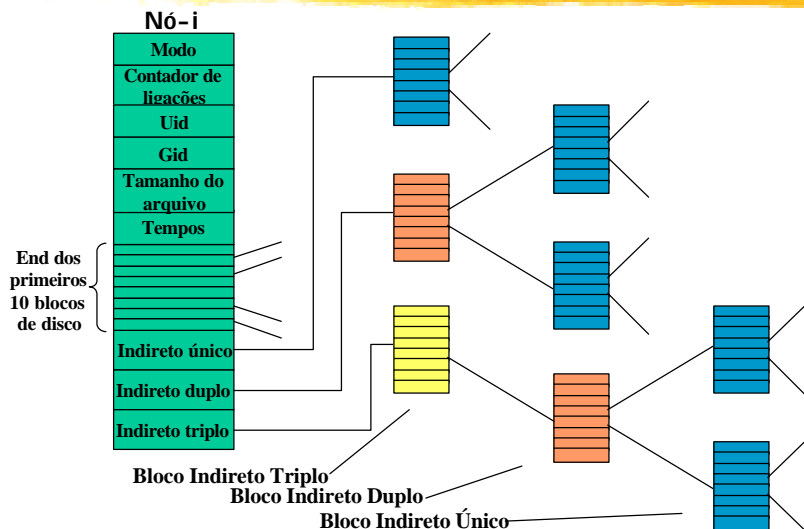 Nó-i
Modo
Contador de
ligações
Uid
Gid
Tamanho do
arquivo
Tempos
End dos
primeiros
10 blocos
de disco
Indireto único
Indireto duplo
Indireto triplo
Bloco Indireto Triplo
Bloco Indireto Duplo
Bloco Indireto Único